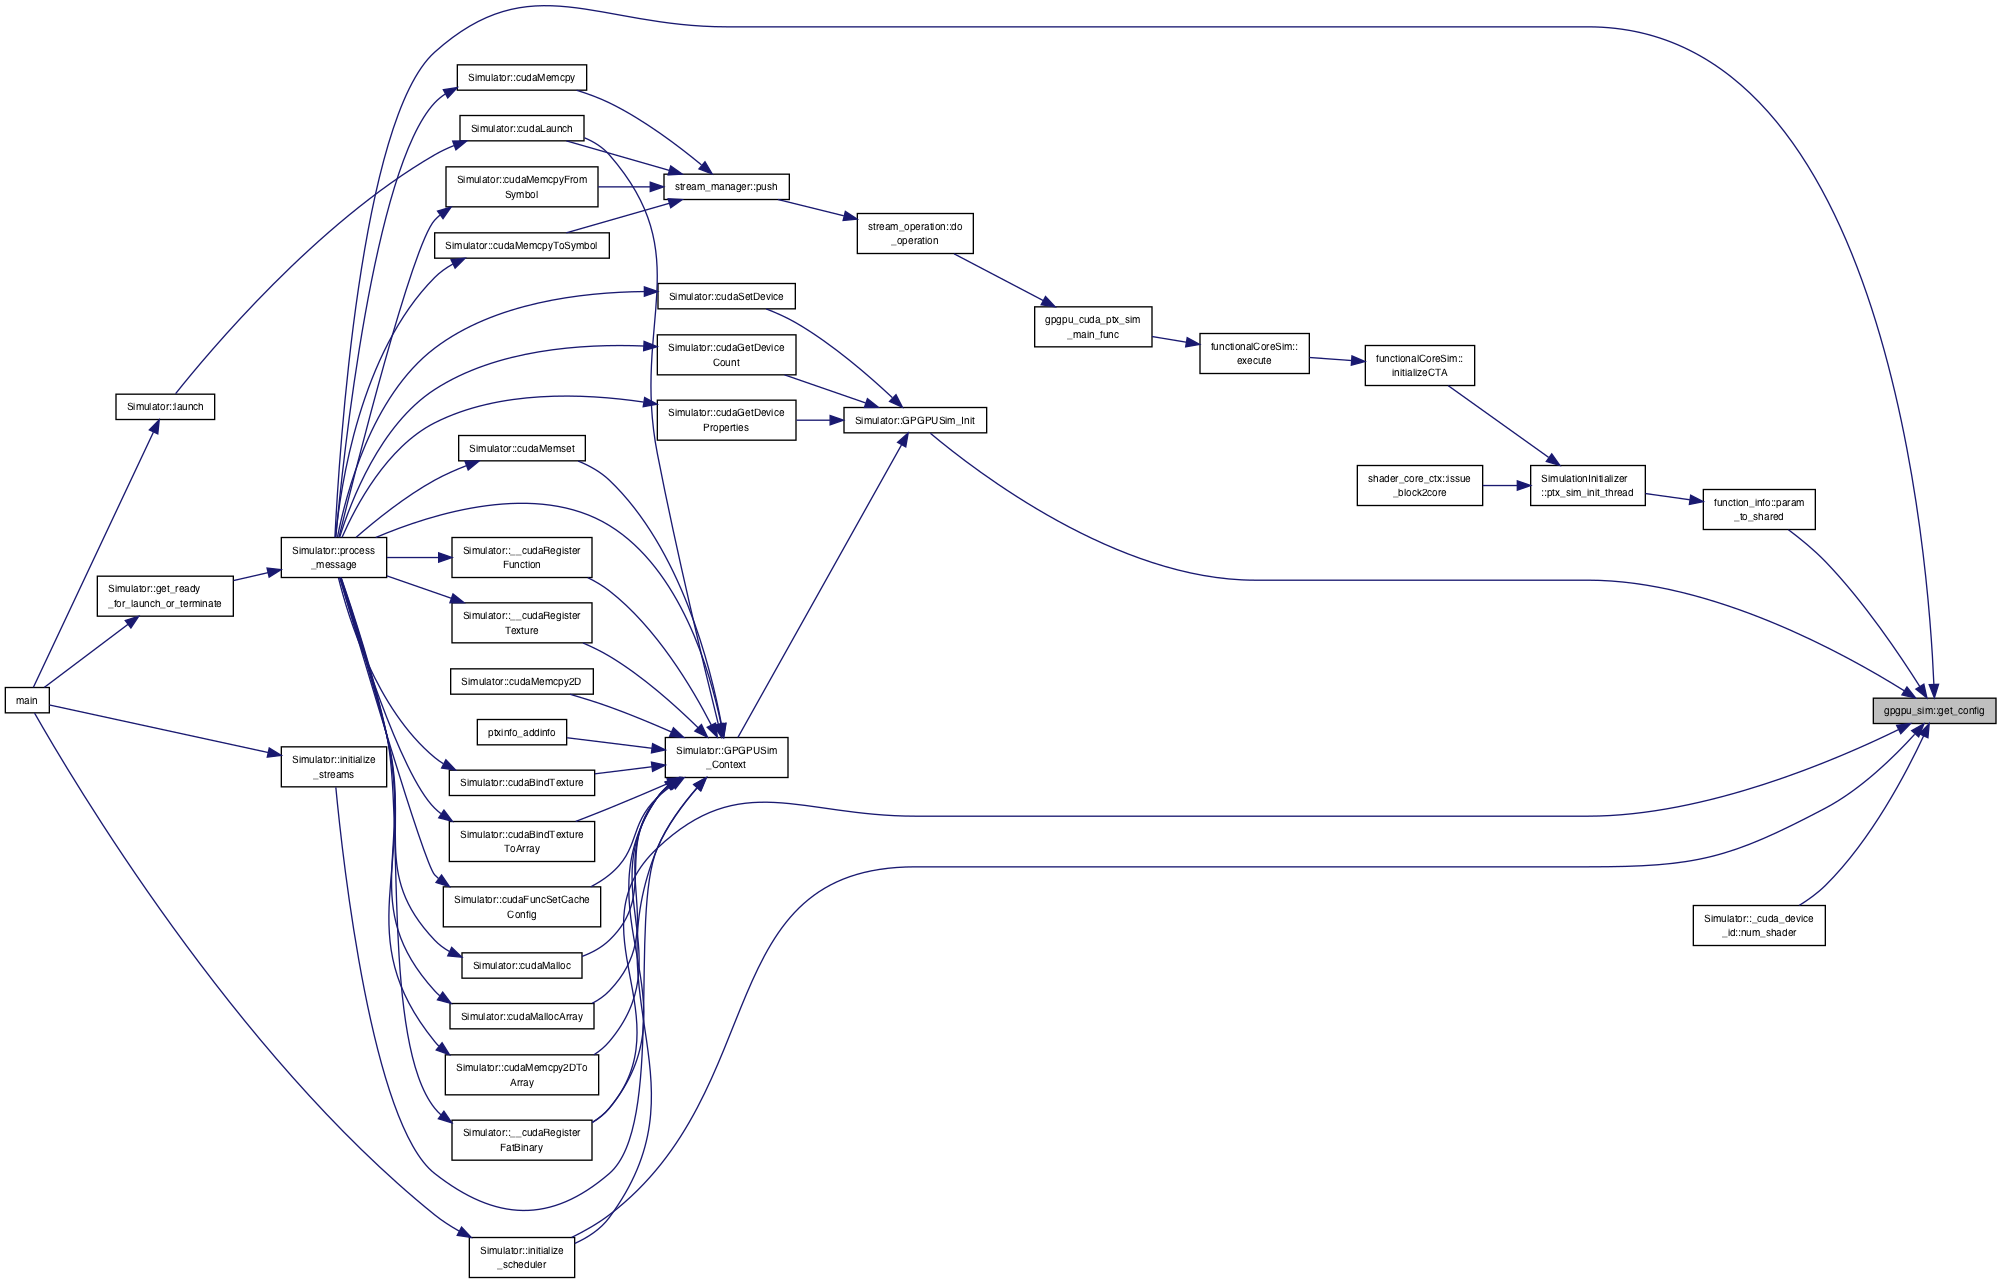 Simulator::cudaMemcpy
Simulator::cudaLaunch
Simulator::cudaMemcpyFrom
Symbol
stream_manager::push
stream_operation::do
_operation
Simulator::cudaMemcpyToSymbol
Simulator::cudaSetDevice
gpgpu_cuda_ptx_sim
_main_func
Simulator::cudaGetDevice
Count
functionalCoreSim::
execute
functionalCoreSim::
initializeCTA
Simulator::launch
Simulator::cudaGetDevice
Properties
Simulator::GPGPUSim_Init
Simulator::cudaMemset
shader_core_ctx::issue
_block2core
SimulationInitializer
::ptx_sim_init_thread
function_info::param
_to_shared
Simulator::process
_message
Simulator::__cudaRegister
Function
Simulator::get_ready
_for_launch_or_terminate
Simulator::__cudaRegister
Texture
Simulator::cudaMemcpy2D
main
gpgpu_sim::get_config
ptxinfo_addinfo
Simulator::GPGPUSim
_Context
Simulator::initialize
_streams
Simulator::cudaBindTexture
Simulator::cudaBindTexture
ToArray
Simulator::cudaFuncSetCache
Config
Simulator::_cuda_device
_id::num_shader
Simulator::cudaMalloc
Simulator::cudaMallocArray
Simulator::cudaMemcpy2DTo
Array
Simulator::__cudaRegister
FatBinary
Simulator::initialize
_scheduler